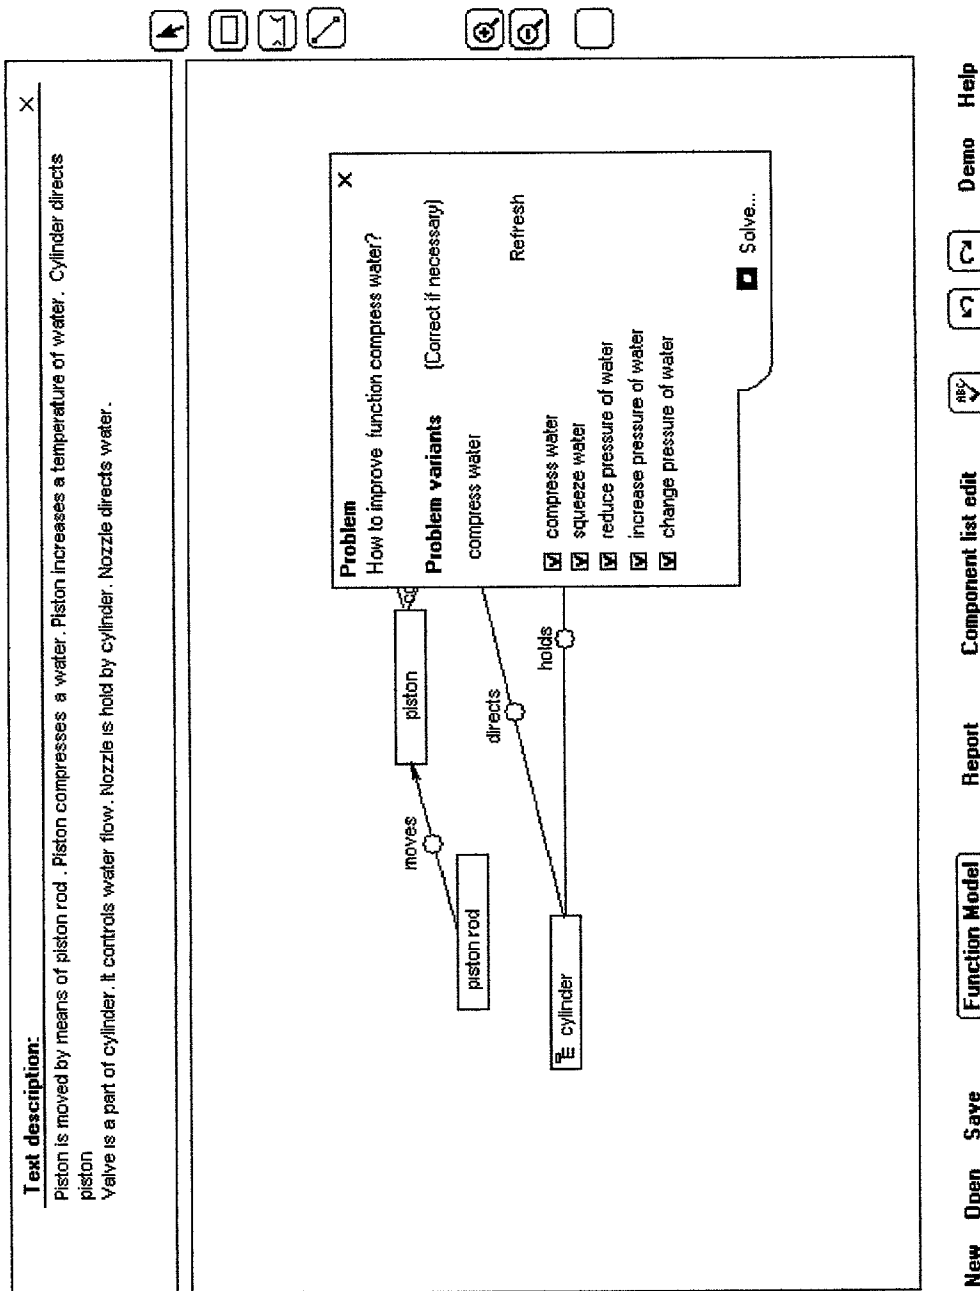 Text description:
Piston is moved by means of piston rod . Piston compresses a water. Piston increases a temperature of water. Cylinder directs
piston
Valve is a part of cylinder. It controls water flow. Nozzle is hold by cylinder. Nozzle directs water.
Problem
How to improve function compress water?
Problem variants (Correct if necessary)
compress water
Refresh
compress water
squeeze water
reduce pressure of water
increase pressure of water
change pressure of water
Solve...
piston
moves
directs
holds
piston rod
cylinder
New Open Save Function Model Report Component list edit ABC Demo Help